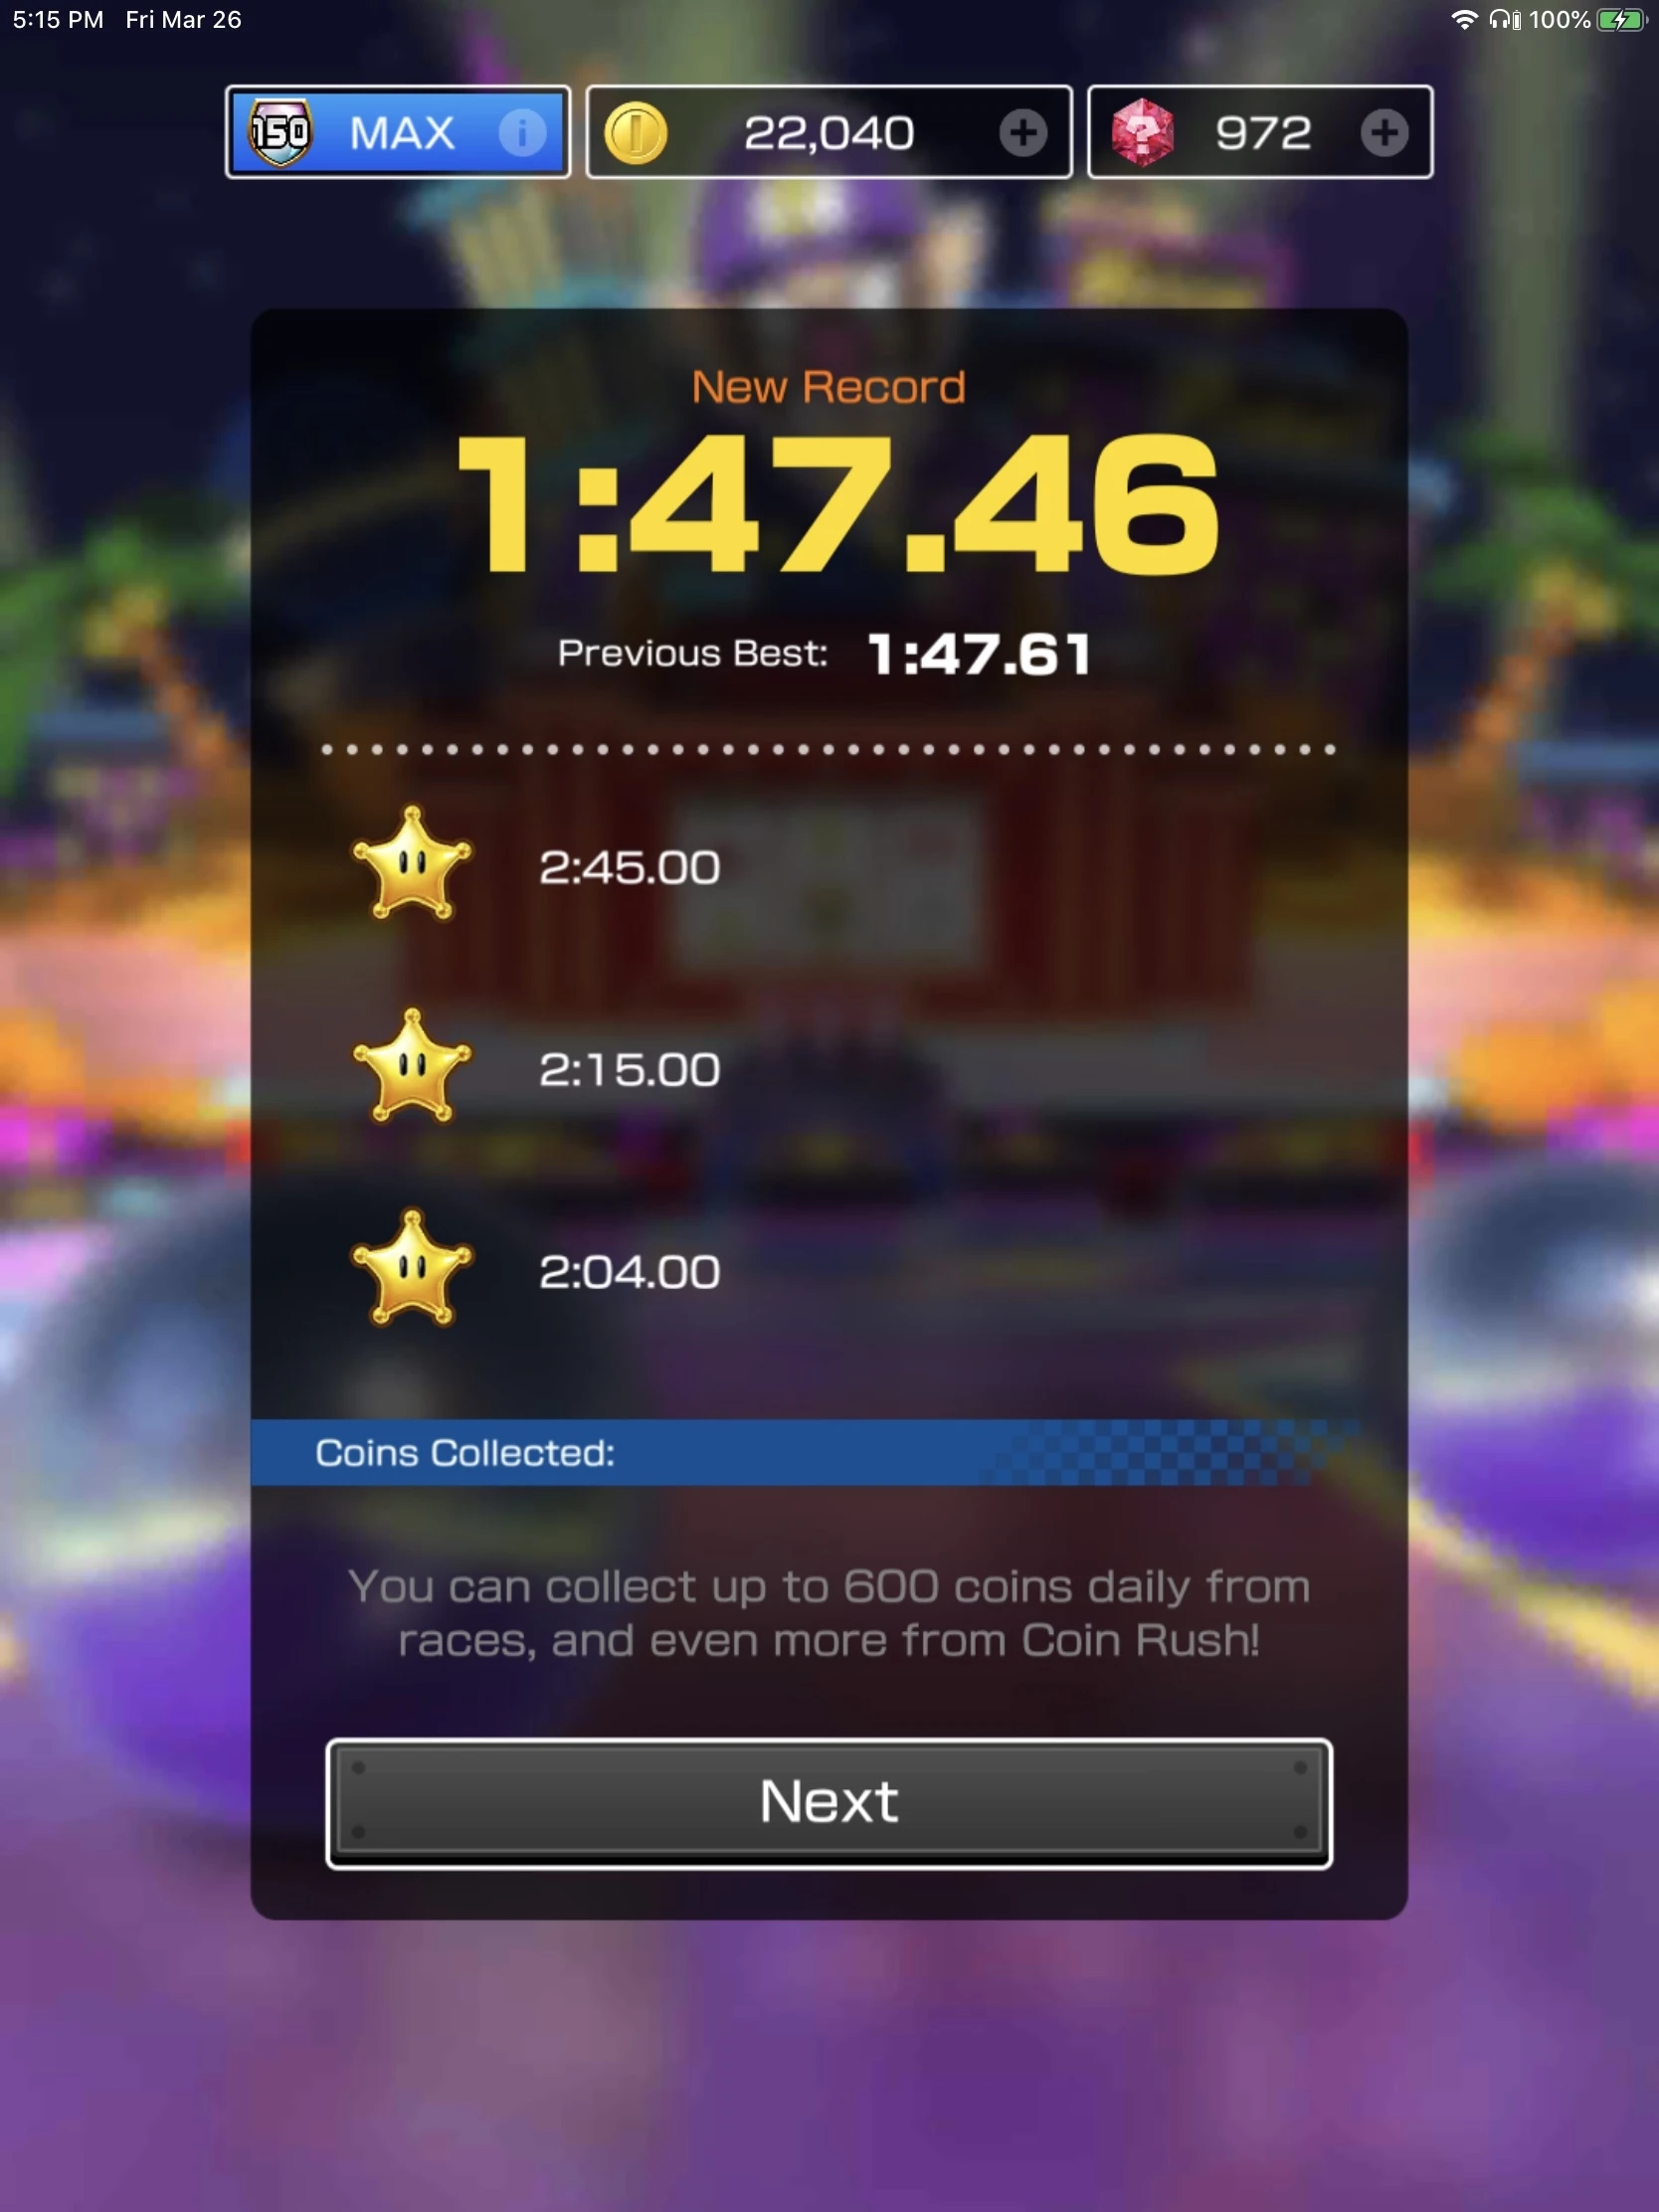 5:15 PM Fri Mar 26
100%
150 MAX i 22,040 + ? 972 +
New Record
1:47.46
Previous Best: 1:47.61
2:45.00
2:15.00
2:04.00
Coins Collected:
You can collect up to 600 coins daily from
races, and even more from Coin Rush!
Next